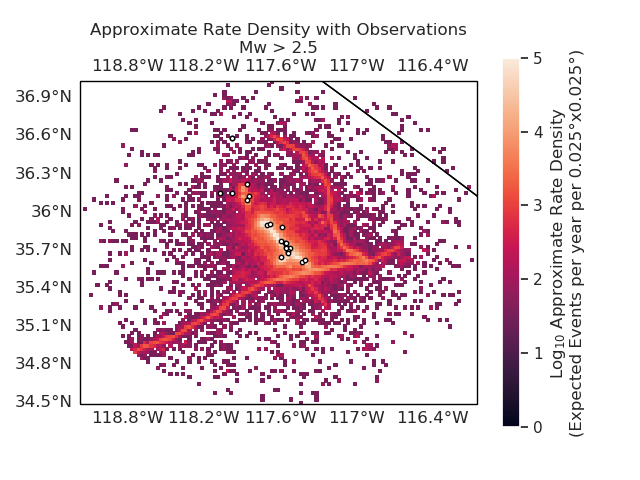 Approximate Rate Density with Observations
Mw > 2.5
118.8°W 118.2°W 117.6°W 117°W 116.4°W
36.9°N
36.6°N
36.3°N
36°N
35.7°N
35.4°N
35.1°N
34.8°N
34.5°N
118.8°W 118.2°W 117.6°W 117°W 116.4°W
5
4
3
2
1
0
Log₁₀ Approximate Rate Density
(Expected Events per year per 0.025°x0.025°)